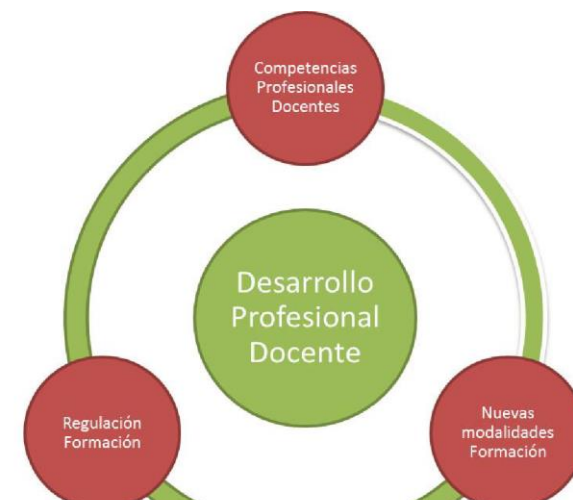 Competencias
Profesionales
Docentes
Desarrollo
Profesional
Docente
Regulación
Formación
Nuevas
modalidades
Formación